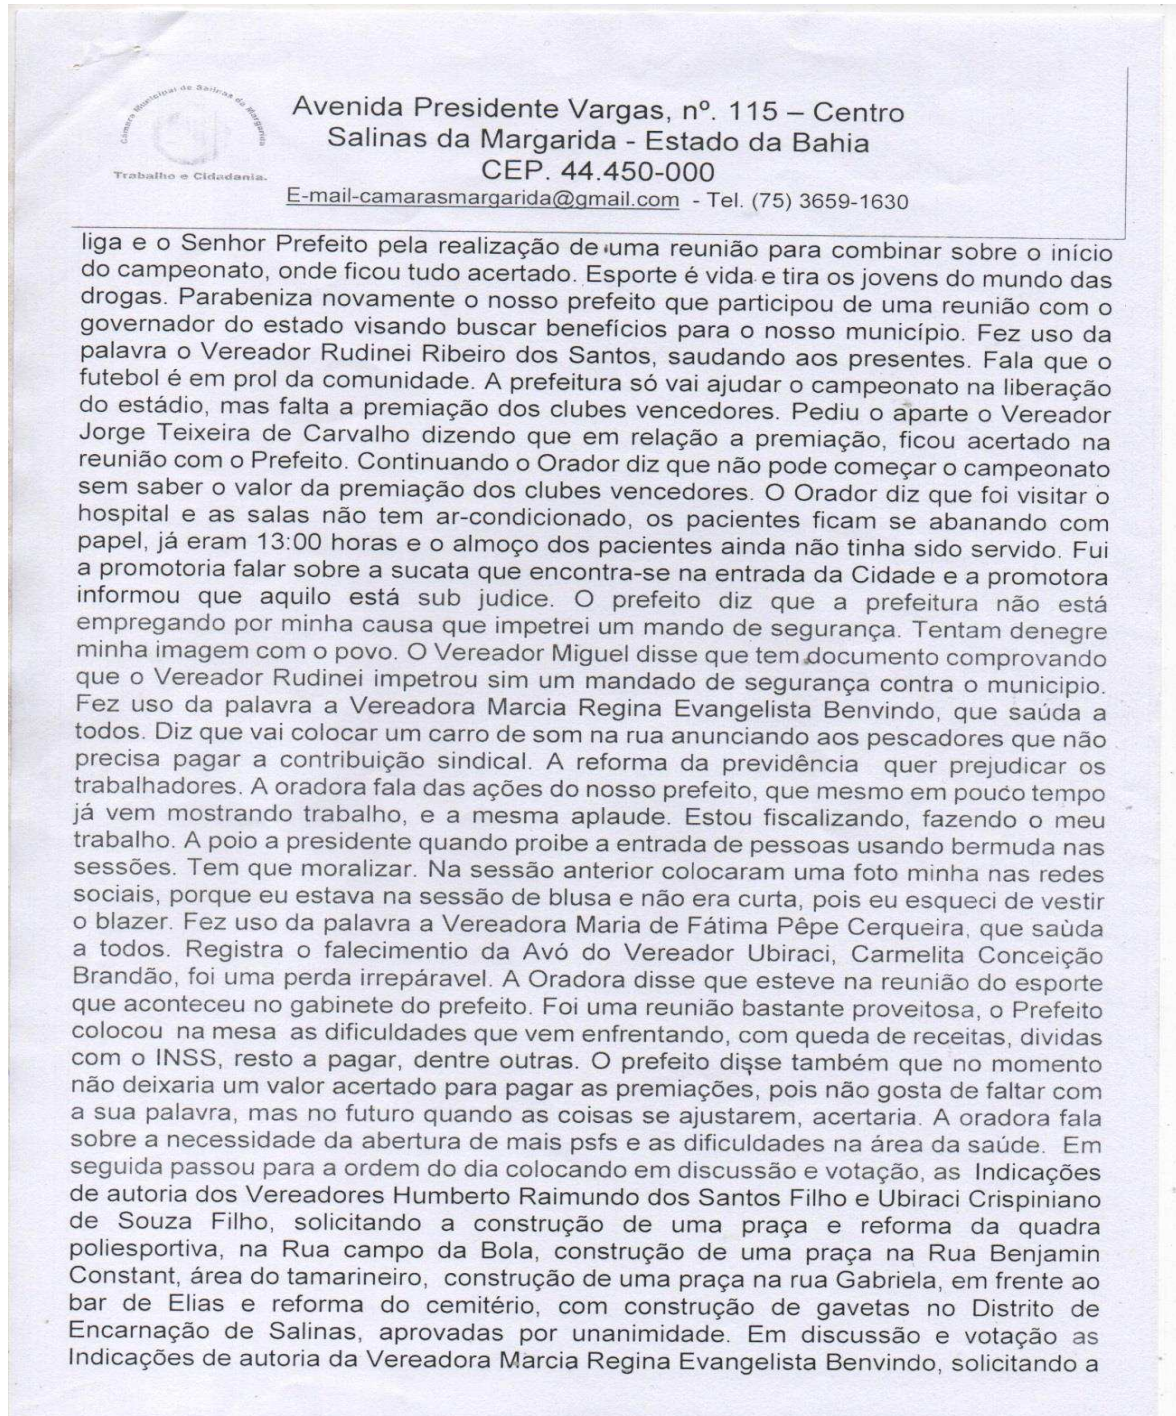 Câmara Municipal de Salinas da Margarida
Trabalho e Cidadania.
Avenida Presidente Vargas, nº. 115 – Centro
Salinas da Margarida - Estado da Bahia
CEP. 44.450-000
E-mail-camarasmargarida@gmail.com - Tel. (75) 3659-1630
liga e o Senhor Prefeito pela realização de uma reunião para combinar sobre o início
do campeonato, onde ficou tudo acertado. Esporte é vida e tira os jovens do mundo das
drogas. Parabeniza novamente o nosso prefeito que participou de uma reunião com o
governador do estado visando buscar benefícios para o nosso município. Fez uso da
palavra o Vereador Rudinei Ribeiro dos Santos, saudando aos presentes. Fala que o
futebol é em prol da comunidade. A prefeitura só vai ajudar o campeonato na liberação
do estádio, mas falta a premiação dos clubes vencedores. Pediu o aparte o Vereador
Jorge Teixeira de Carvalho dizendo que em relação a premiação, ficou acertado na
reunião com o Prefeito. Continuando o Orador diz que não pode começar o campeonato
sem saber o valor da premiação dos clubes vencedores. O Orador diz que foi visitar o
hospital e as salas não tem ar-condicionado, os pacientes ficam se abanando com
papel, já eram 13:00 horas e o almoço dos pacientes ainda não tinha sido servido. Fui
a promotoria falar sobre a sucata que encontra-se na entrada da Cidade e a promotora
informou que aquilo está sub judice. O prefeito diz que a prefeitura não está
empregando por minha causa que impetrei um mando de segurança. Tentam denegre
minha imagem com o povo. O Vereador Miguel disse que tem documento comprovando
que o Vereador Rudinei impetrou sim um mandado de segurança contra o municipio.
Fez uso da palavra a Vereadora Marcia Regina Evangelista Benvindo, que saúda a
todos. Diz que vai colocar um carro de som na rua anunciando aos pescadores que não
precisa pagar a contribuição sindical. A reforma da previdência quer prejudicar os
trabalhadores. A oradora fala das ações do nosso prefeito, que mesmo em pouco tempo
já vem mostrando trabalho, e a mesma aplaude. Estou fiscalizando, fazendo o meu
trabalho. A poio a presidente quando proibe a entrada de pessoas usando bermuda nas
sessões. Tem que moralizar. Na sessão anterior colocaram uma foto minha nas redes
sociais, porque eu estava na sessão de blusa e não era curta, pois eu esqueci de vestir
o blazer. Fez uso da palavra a Vereadora Maria de Fátima Pêpe Cerqueira, que saùda
a todos. Registra o falecimentio da Avó do Vereador Ubiraci, Carmelita Conceição
Brandão, foi uma perda irrepáravel. A Oradora disse que esteve na reunião do esporte
que aconteceu no gabinete do prefeito. Foi uma reunião bastante proveitosa, o Prefeito
colocou na mesa as dificuldades que vem enfrentando, com queda de receitas, dividas
com o INSS, resto a pagar, dentre outras. O prefeito disse também que no momento
não deixaria um valor acertado para pagar as premiações, pois não gosta de faltar com
a sua palavra, mas no futuro quando as coisas se ajustarem, acertaria. A oradora fala
sobre a necessidade da abertura de mais psfs e as dificuldades na área da saúde. Em
seguida passou para a ordem do dia colocando em discussão e votação, as Indicações
de autoria dos Vereadores Humberto Raimundo dos Santos Filho e Ubiraci Crispiniano
de Souza Filho, solicitando a construção de uma praça e reforma da quadra
poliesportiva, na Rua campo da Bola, construção de uma praça na Rua Benjamin
Constant, área do tamarineiro, construção de uma praça na rua Gabriela, em frente ao
bar de Elias e reforma do cemitério, com construção de gavetas no Distrito de
Encarnação de Salinas, aprovadas por unanimidade. Em discussão e votação as
Indicações de autoria da Vereadora Marcia Regina Evangelista Benvindo, solicitando a